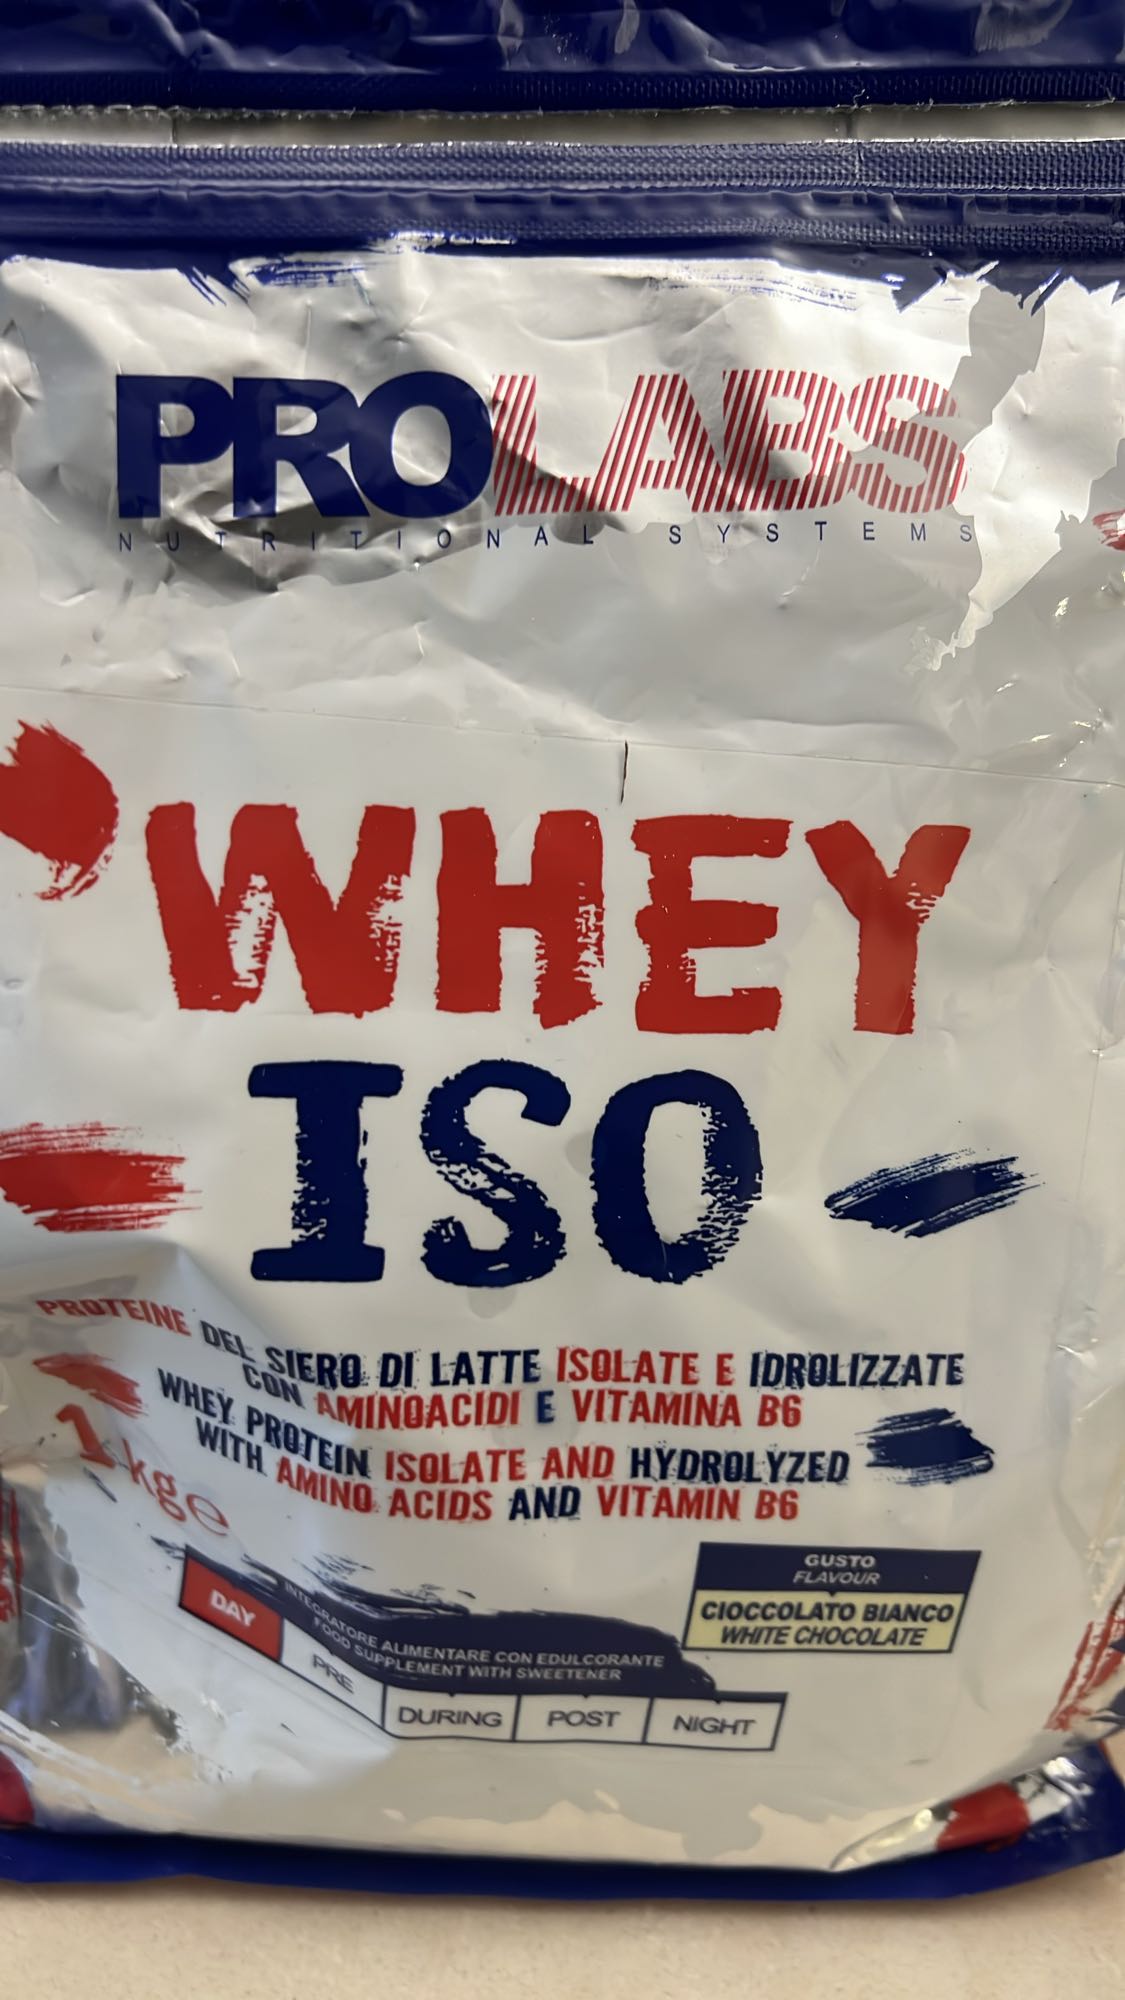 PROLABS
NUTRITIONAL SYSTEMS
WHEY
ISO
PROTEINE DEL SIERO DI LATTE ISOLATE E IDROLIZZATE
CON AMINOACIDI E VITAMINA B6
WHEY PROTEIN ISOLATE AND HYDROLYZED
WITH AMINO ACIDS AND VITAMIN B6
1 kg e
GUSTO
FLAVOUR
CIOCCOLATO BIANCO
WHITE CHOCOLATE
INTEGRATORE ALIMENTARE CON EDULCORANTE
FOOD SUPPLEMENT WITH SWEETENER
DAY PRE DURING POST NIGHT